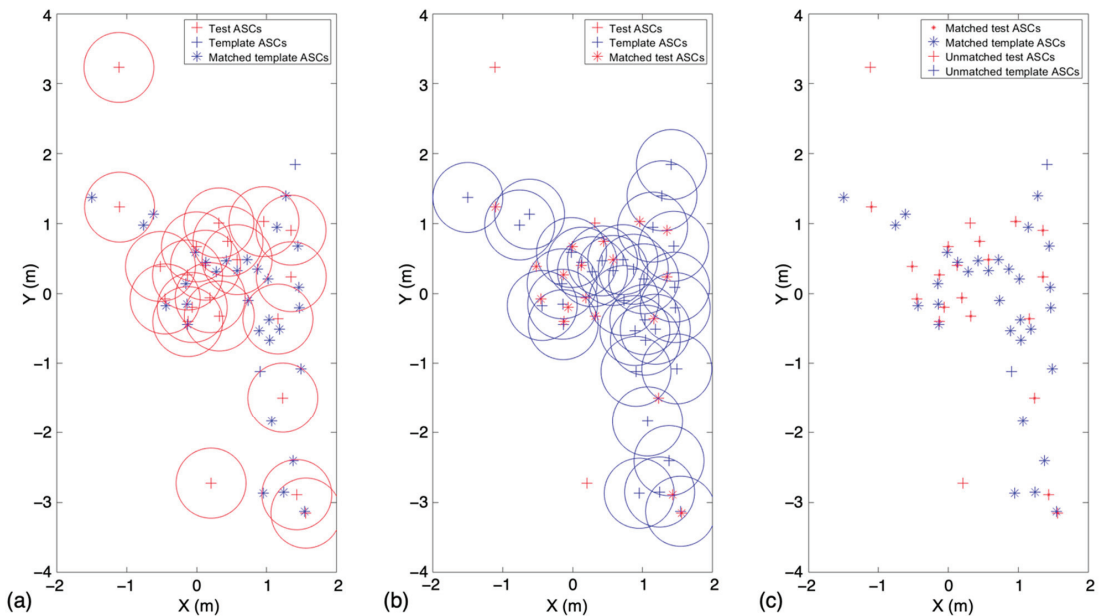 4
3
2
1
0
−1
−2
−3
−4
−1
0
1
2
Y (m)
X (m)
Test ASCs
Template ASCs
Matched template ASCs
(a)
4
3
2
1
0
−1
−2
−3
−4
−2
−1
0
1
2
Y (m)
X (m)
Test ASCs
Template ASCs
Matched test ASCs
(b)
4
3
2
1
0
−1
−2
−3
−4
−2
−1
0
1
2
Y (m)
X (m)
Matched test ASCs
Matched template ASCs
Unmatched test ASCs
Unmatched template ASCs
(c)